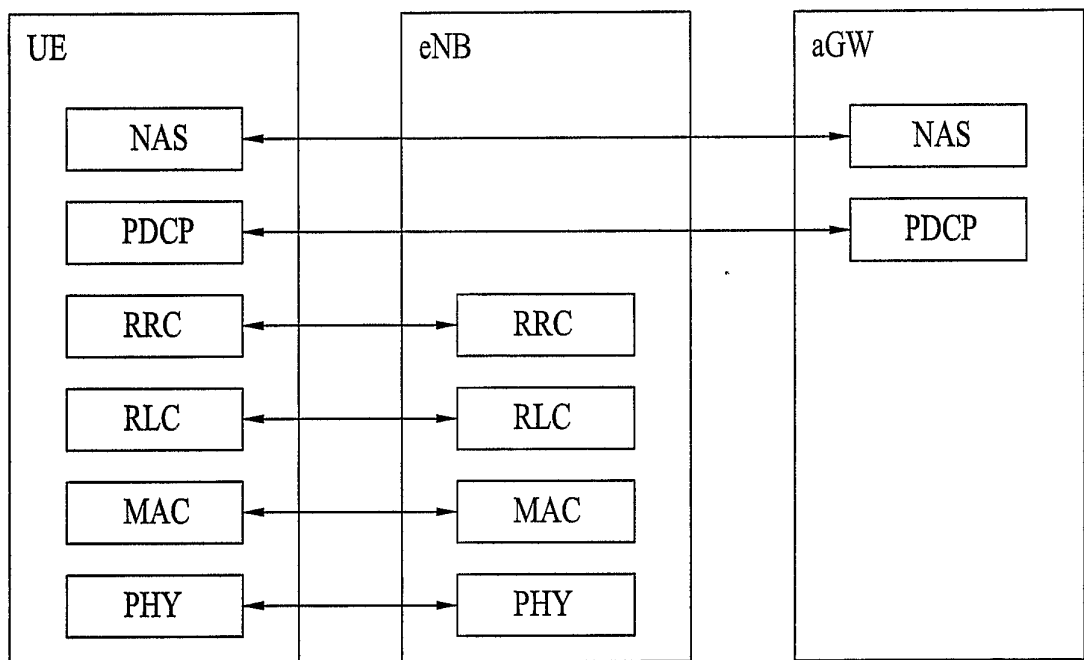 UE
eNB
aGW
NAS
NAS
PDCP
PDCP
RRC
RRC
RLC
RLC
MAC
MAC
PHY
PHY